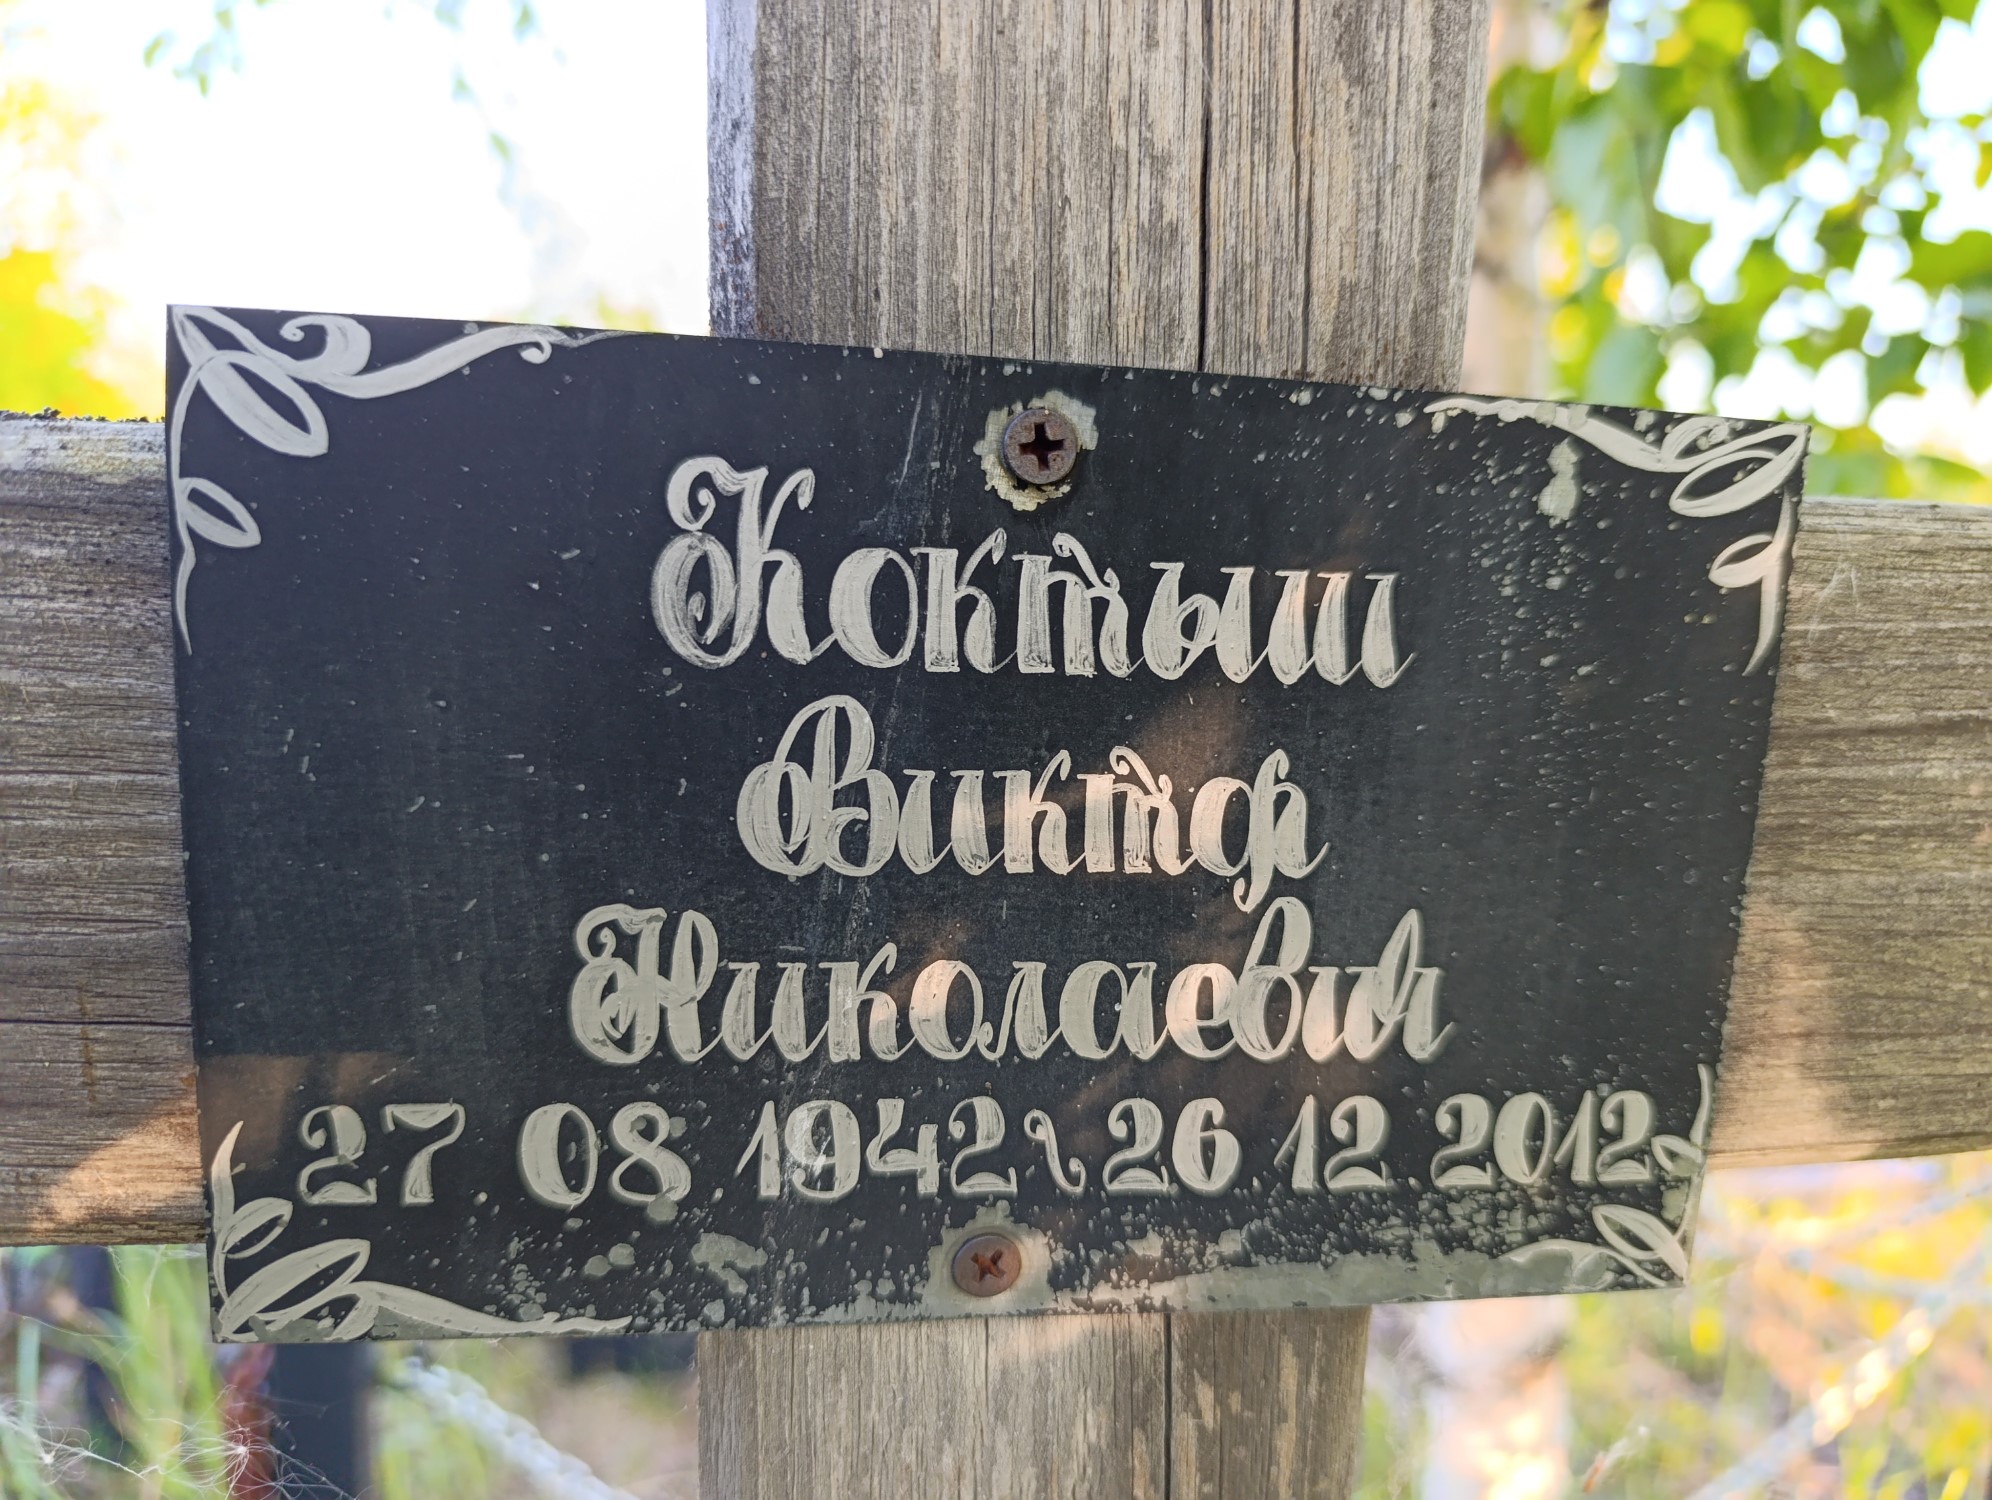 Коктыш
Виктор
Николаевич
27 08 1942 ~ 26 12 2012